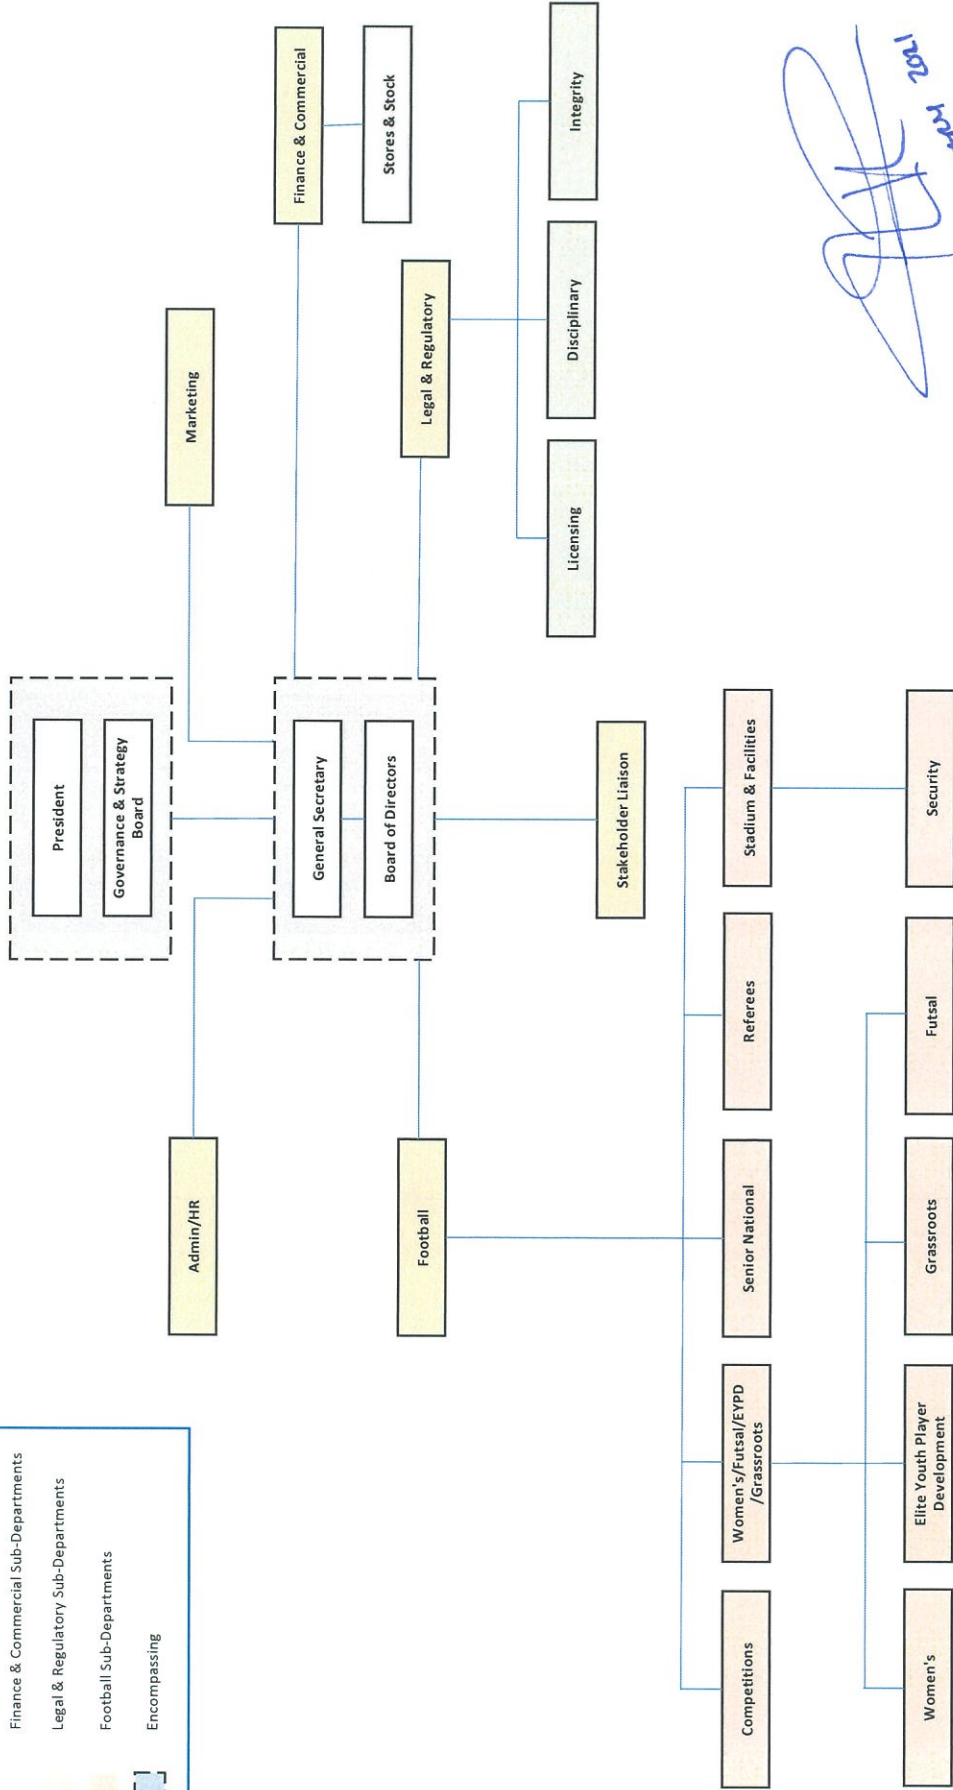 Finance & Commercial Sub-Departments
Legal & Regulatory Sub-Departments
Football Sub-Departments
Encompassing
President
Governance & Strategy
Board
Admin/HR
Marketing
General Secretary
Board of Directors
Finance & Commercial
Stores & Stock
Football
Legal & Regulatory
Licensing
Disciplinary
Integrity
Stakeholder Liaison
Competitions
Women's/Futsal/EYPD
/Grassroots
Senior National
Referees
Stadium & Facilities
Women's
Elite Youth Player
Development
Grassroots
Futsal
Security
2021